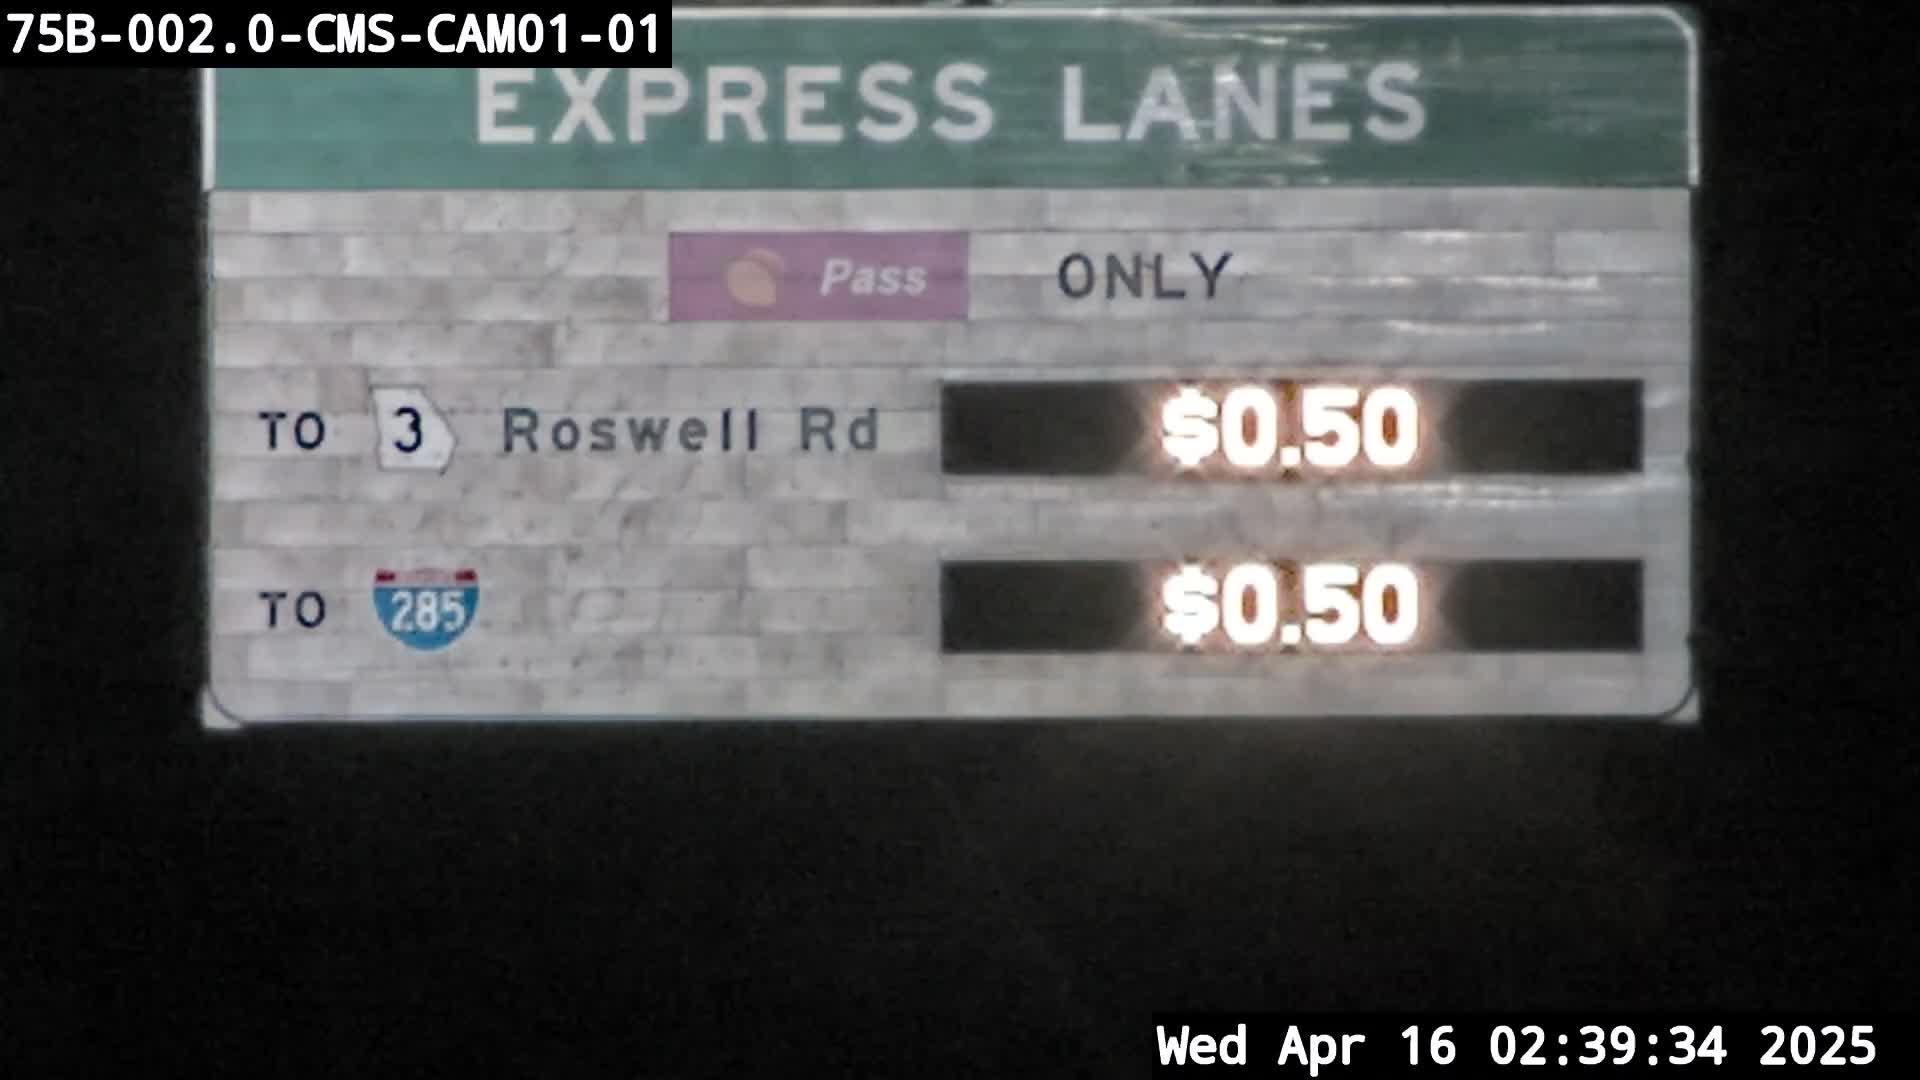 75B-002.0-CMS-CAM01-01
EXPRESS LANES
Pass ONLY
TO 3 Roswell Rd $0.50
TO 285 $0.50
Wed Apr 16 02:39:34 2025